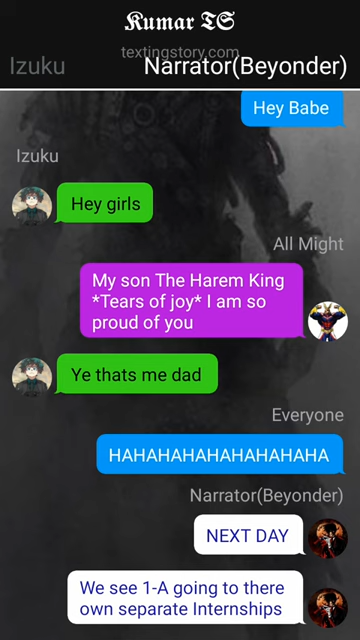 Kumar TS
textingstory.com
Izuku
Narrator(Beyonder)
Hey Babe
Izuku
Hey girls
All Might
My son The Harem King
*Tears of joy* I am so
proud of you
Ye thats me dad
Everyone
HAHAHAHAHAHAHAHAHA
Narrator(Beyonder)
NEXT DAY
We see 1-A going to there
own separate Internships